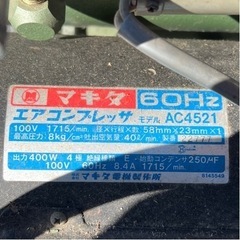 マキタ 60Hz
エアコンプレッサ モデル AC4521
100V 1715/min. 径×行程×数 58mm×23mm×1
最高圧力 8kg/cm² 吐出空気量 40ℓ/min
出力 400W 4極 絶縁種類 E 始動コンデンサ 250μF
100V 60Hz 8.4A 1715/min.
マキタ電機製作所